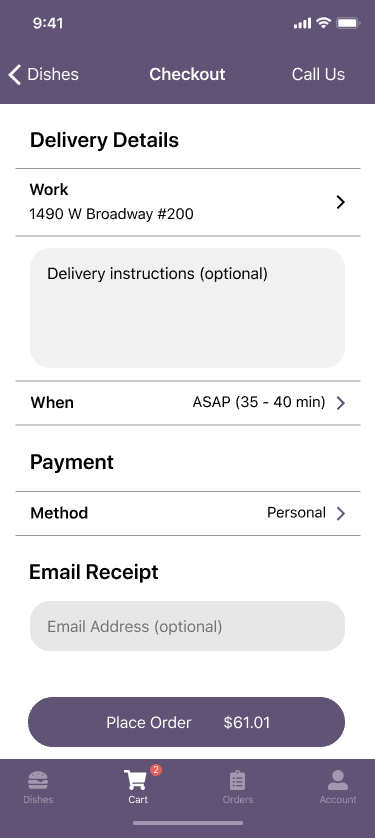 9:41
Dishes Checkout Call Us
Delivery Details
Work
1490 W Broadway #200
Delivery instructions (optional)
When ASAP (35 - 40 min)
Payment
Method Personal
Email Receipt
Email Address (optional)
Place Order $61.01
2
Dishes Cart Orders Account